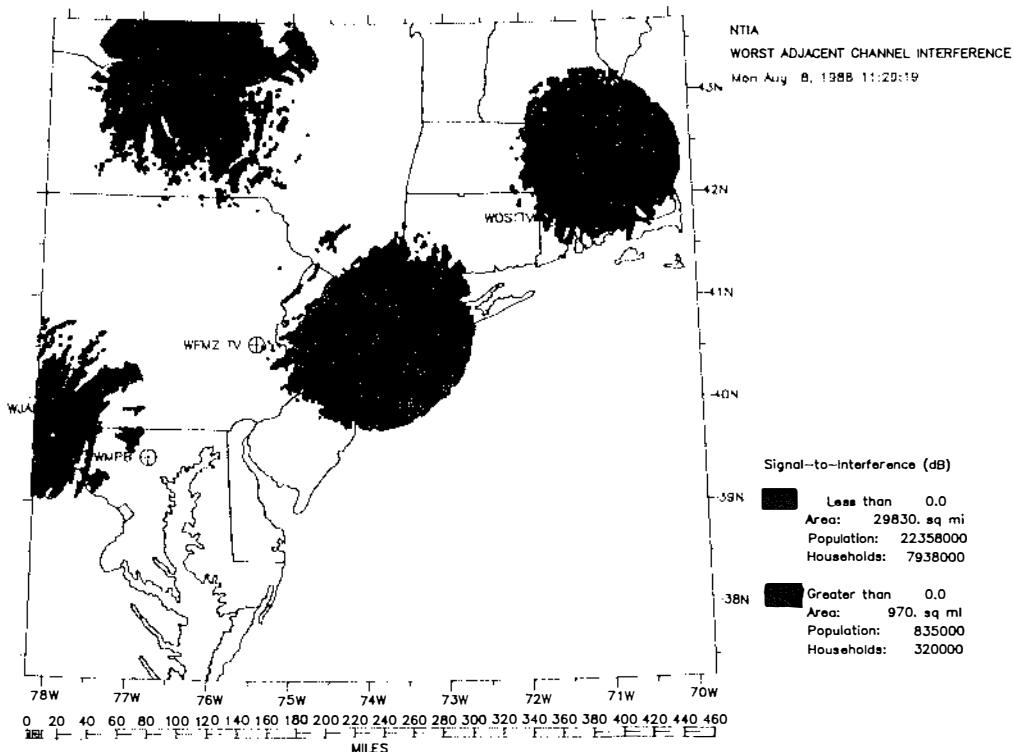 NTIA
WORST ADJACENT CHANNEL INTERFERENCE
Mon Aug 8, 1988 11:20:19
43N
42N
WFMZ TV
41N
40N
WMPB
39N
38N
Signal-to-Interference (dB)
Less than 0.0
Area: 29830. sq mi
Population: 22358000
Households: 7938000
Greater than 0.0
Area: 970. sq mi
Population: 835000
Households: 320000
78W 77W 76W 75W 74W 73W 72W 71W 70W
0 20 40 60 80 100 120 140 160 180 200 220 240 260 280 300 320 340 360 380 400 420 440 460
MILES